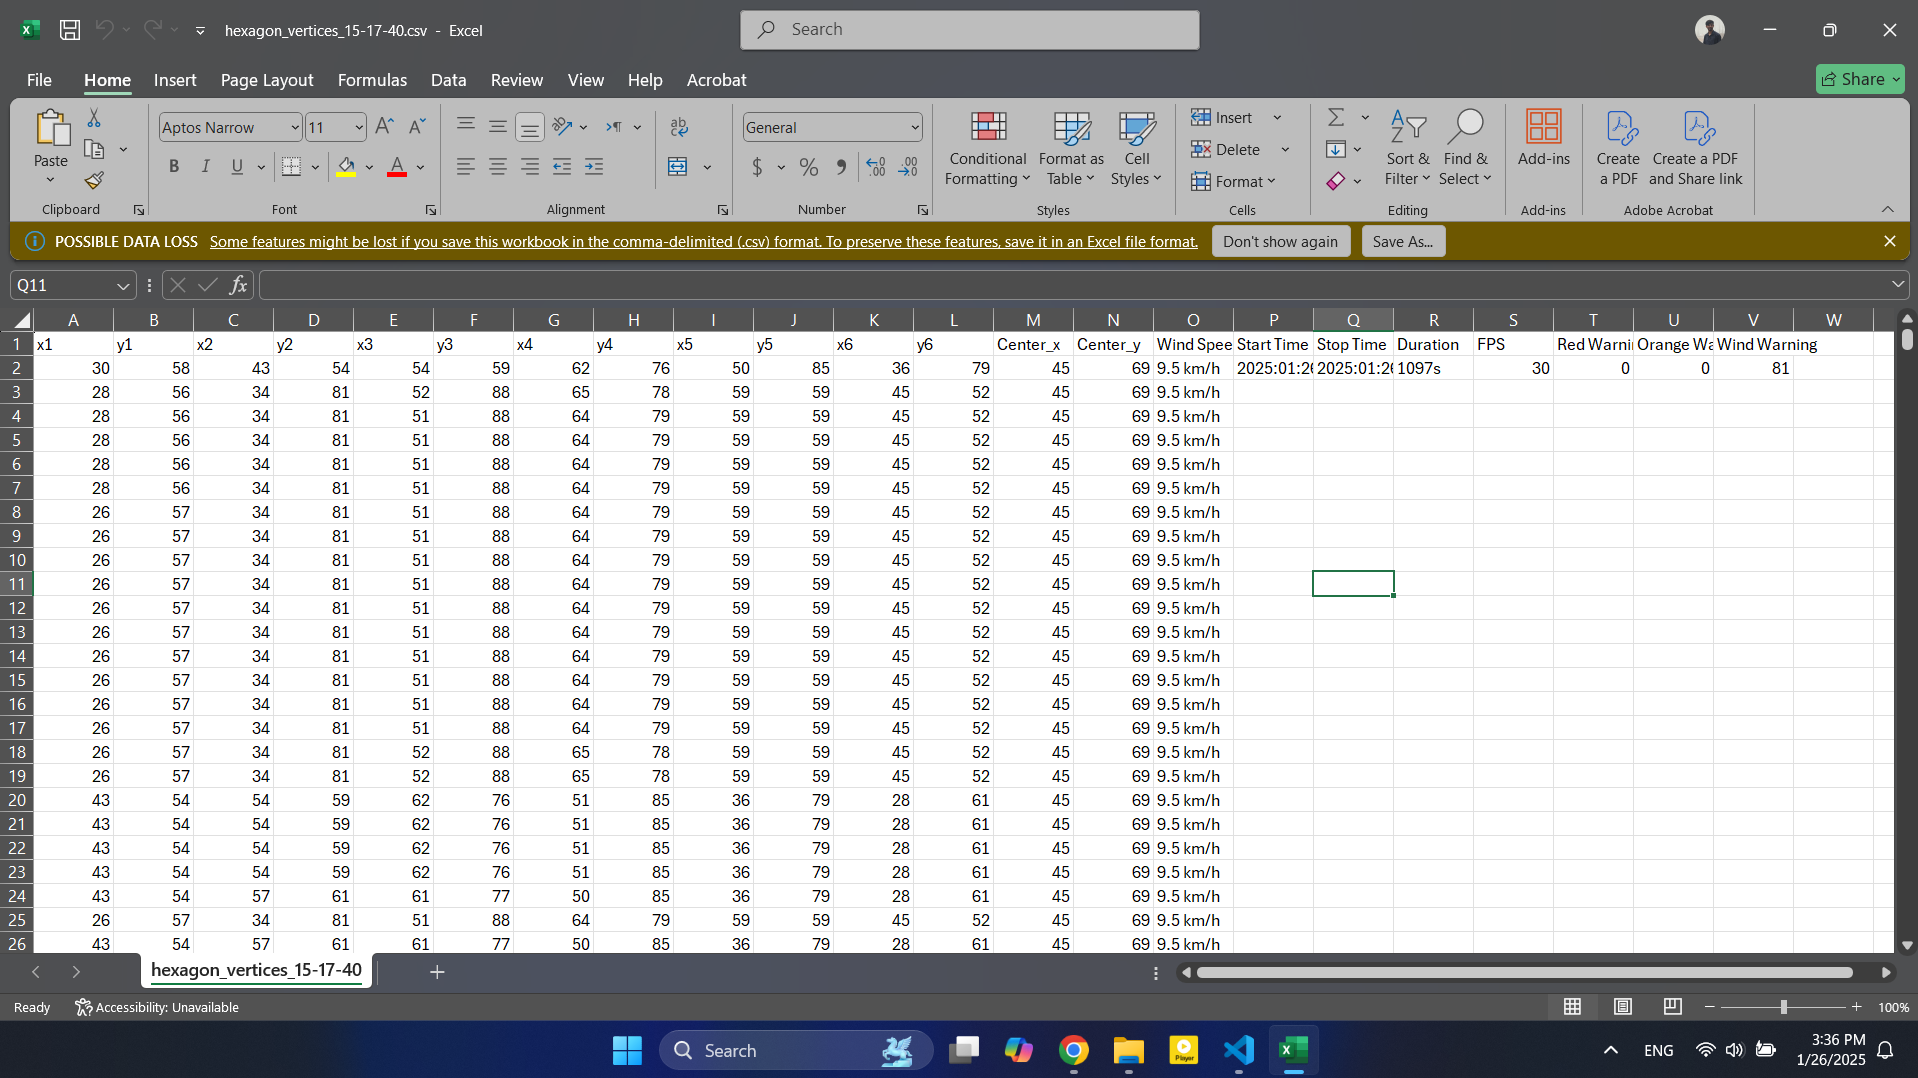 hexagon_vertices_15-17-40.csv - Excel
Search
File Home Insert Page Layout Formulas Data Review View Help Acrobat
Share
Paste
Clipboard
Aptos Narrow 11
B I U
Font
Alignment
General
Number
Conditional Formatting
Format as Table
Cell Styles
Styles
Insert
Delete
Format
Cells
Sort & Filter
Find & Select
Editing
Add-ins
Add-ins
Create a PDF
Create a PDF and Share link
Adobe Acrobat
POSSIBLE DATA LOSS Some features might be lost if you save this workbook in the comma-delimited (.csv) format. To preserve these features, save it in an Excel file format. Don't show again Save As...
Q11 fx
A B C D E F G H I J K L M N O P Q R S T U V W
1 x1 y1 x2 y2 x3 y3 x4 y4 x5 y5 x6 y6 Center_x Center_y Wind Spee Start Time Stop Time Duration FPS Red Warni Orange Wa Wind Warning
2 30 58 43 54 54 59 62 76 50 85 36 79 45 69 9.5 km/h 2025:01:26 2025:01:26 1097s 30 0 0 81
3 28 56 34 81 52 88 65 78 59 59 45 52 45 69 9.5 km/h
4 28 56 34 81 51 88 64 79 59 59 45 52 45 69 9.5 km/h
5 28 56 34 81 51 88 64 79 59 59 45 52 45 69 9.5 km/h
6 28 56 34 81 51 88 64 79 59 59 45 52 45 69 9.5 km/h
7 28 56 34 81 51 88 64 79 59 59 45 52 45 69 9.5 km/h
8 26 57 34 81 51 88 64 79 59 59 45 52 45 69 9.5 km/h
9 26 57 34 81 51 88 64 79 59 59 45 52 45 69 9.5 km/h
10 26 57 34 81 51 88 64 79 59 59 45 52 45 69 9.5 km/h
11 26 57 34 81 51 88 64 79 59 59 45 52 45 69 9.5 km/h
12 26 57 34 81 51 88 64 79 59 59 45 52 45 69 9.5 km/h
13 26 57 34 81 51 88 64 79 59 59 45 52 45 69 9.5 km/h
14 26 57 34 81 51 88 64 79 59 59 45 52 45 69 9.5 km/h
15 26 57 34 81 51 88 64 79 59 59 45 52 45 69 9.5 km/h
16 26 57 34 81 51 88 64 79 59 59 45 52 45 69 9.5 km/h
17 26 57 34 81 51 88 64 79 59 59 45 52 45 69 9.5 km/h
18 26 57 34 81 52 88 65 78 59 59 45 52 45 69 9.5 km/h
19 26 57 34 81 52 88 65 78 59 59 45 52 45 69 9.5 km/h
20 43 54 54 59 62 76 51 85 36 79 28 61 45 69 9.5 km/h
21 43 54 54 59 62 76 51 85 36 79 28 61 45 69 9.5 km/h
22 43 54 54 59 62 76 51 85 36 79 28 61 45 69 9.5 km/h
23 43 54 54 59 62 76 51 85 36 79 28 61 45 69 9.5 km/h
24 43 54 57 61 61 77 50 85 36 79 28 61 45 69 9.5 km/h
25 26 57 34 81 51 88 64 79 59 59 45 52 45 69 9.5 km/h
26 43 54 57 61 61 77 50 85 36 79 28 61 45 69 9.5 km/h
hexagon_vertices_15-17-40
Ready Accessibility: Unavailable 100%
Search
Player
ENG
3:36 PM
1/26/2025